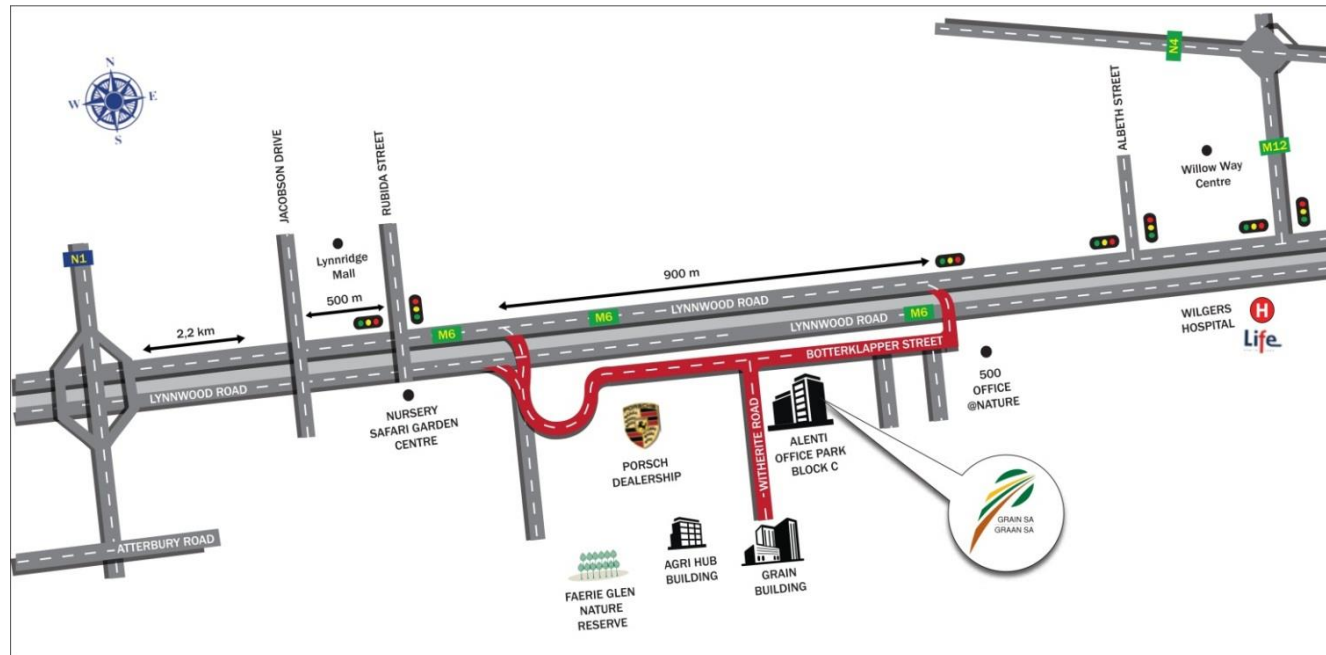 N
W
E
S
N4
ALBETH STREET
M12
Willow Way
Centre
JACOBSON DRIVE
RUBIDA STREET
N1
Lynnridge
Mall
500 m
900 m
2,2 km
M6
M6
LYNNWOOD ROAD
LYNNWOOD ROAD
M6
WILGERS
HOSPITAL
H
Life
LYNNWOOD ROAD
BOTTERKLAPPER STREET
500
OFFICE
@NATURE
NURSERY
SAFARI GARDEN
CENTRE
PORSCH
DEALERSHIP
WITHERITE ROAD
ALENTI
OFFICE PARK
BLOCK C
GRAIN SA
GRAAN SA
ATTERBURY ROAD
AGRI HUB
BUILDING
GRAIN
BUILDING
FAERIE GLEN
NATURE
RESERVE